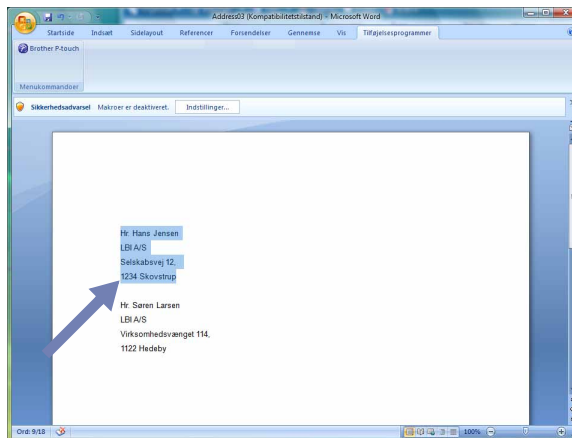 Address03 (Kompatibilitetstilstand) - Microsoft Word
Startside Indsæt Sidelayout Referencer Forsendelser Gennemse Vis Tilføjelsesprogrammer
Brother P-touch
Menukommandoer
Sikkerhedsadvarsel Makroer er deaktiveret. Indstillinger...
Hr. Hans Jensen
LBI A/S
Selskabsvej 12,
1234 Skovstrup
Hr. Søren Larsen
LBI A/S
Virksomhedsvænget 114,
1122 Hedeby
Ord: 9/18 100%